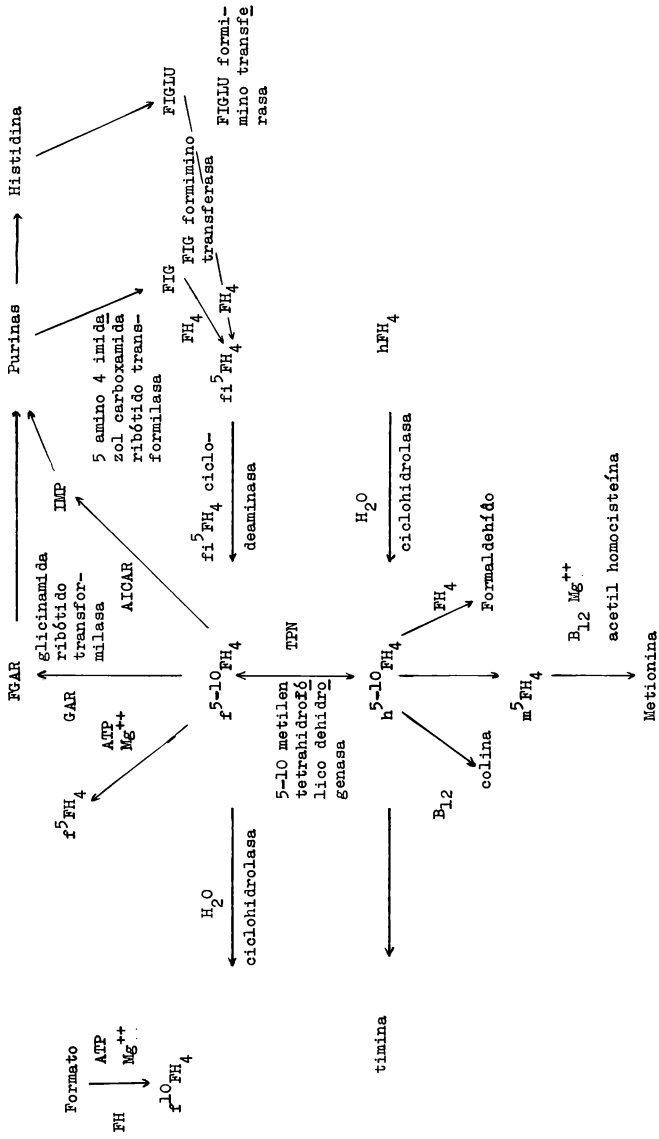 Formato
FH
ATP
Mg++
f10FH4
f5FH4
ATP
Mg++
FGAR
GAR
glicinamida
ribótido
transfor-
milasa
AICAR
IMP
Purinas
Histidina
5 amino 4 imida
zol carboxamida
ribótido trans-
formilasa
FIG
FIG formimino
transferasa
FIGLU
FIGLU formi-
mino transfe
rasa
FH4
FH4
H2O
ciclohidrolasa
f5-10FH4
fi5FH4 ciclo-
deaminasa
fi5FH4
5-10 metilen
tetrahidrofó
lico dehidro
genasa
TPN
timina
h5-10FH4
H2O
ciclohidrolasa
hFH4
B12
colina
FH4
Formaldehído
m5FH4
B12 Mg++
acetil homocisteína
Metionina